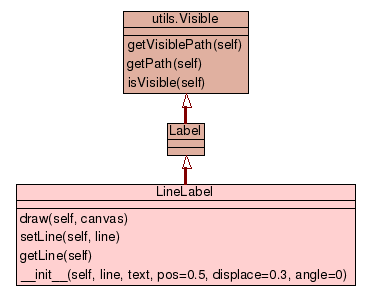 utils.Visible
getVisiblePath(self)
getPath(self)
isVisible(self)
Label
LineLabel
draw(self, canvas)
setLine(self, line)
getLine(self)
__init__(self, line, text, pos=0.5, displace=0.3, angle=0)